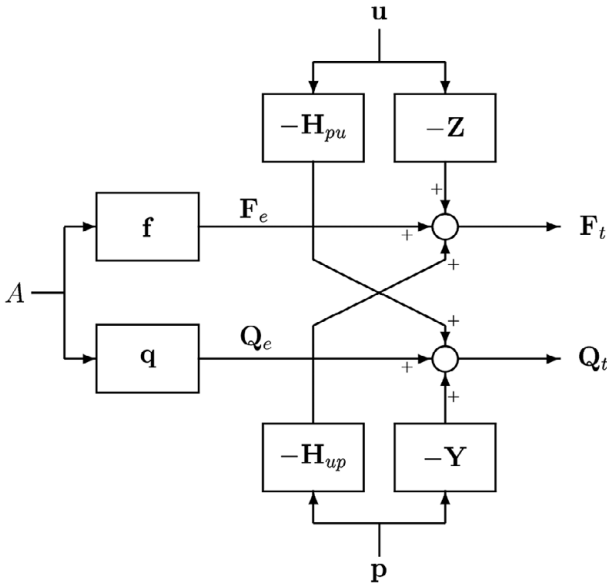 u
−H_pu −Z
+
f F_e + F_t
+
A
+
q Q_e + Q_t
+
−H_up −Y
p